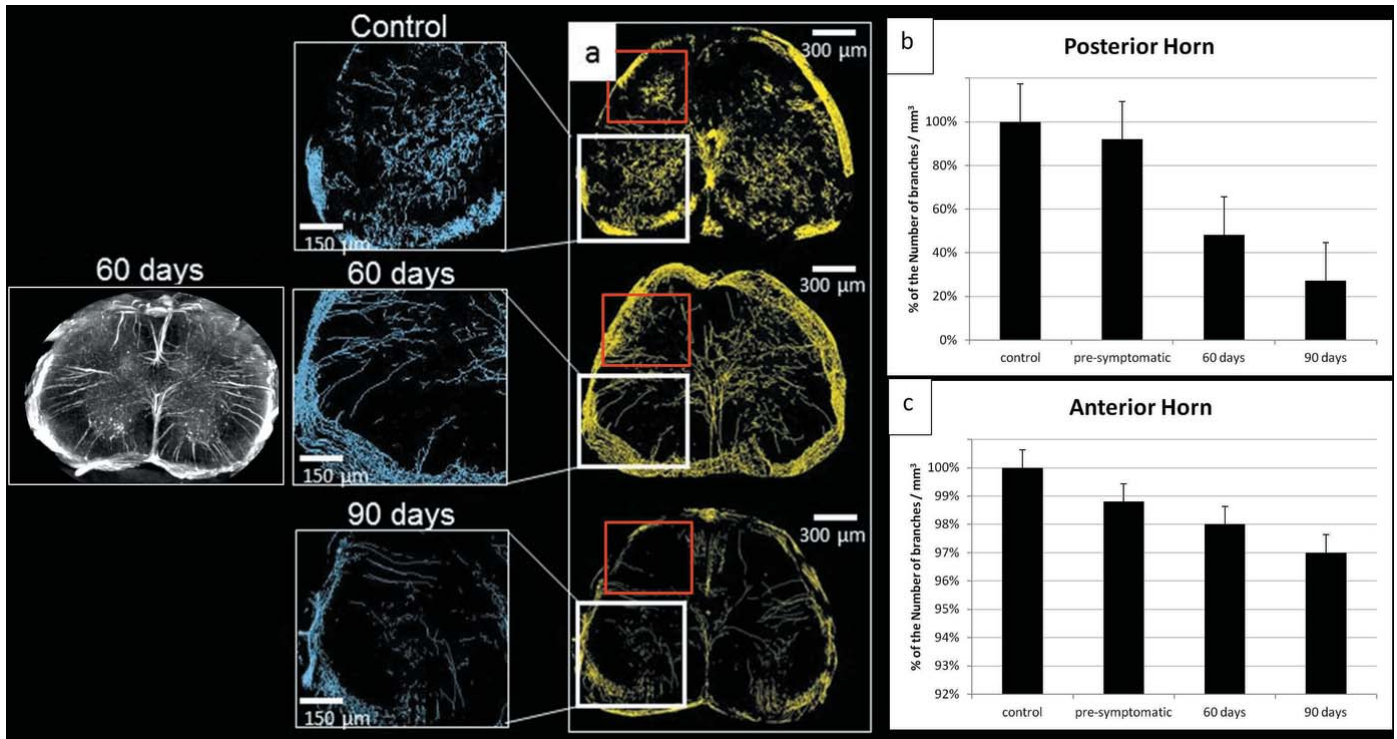 Control
150 µm
60 days
60 days
150 µm
90 days
150 µm
a
300 µm
300 µm
300 µm
b
Posterior Horn
% of the Number of branches / mm³
100%
80%
60%
40%
20%
0%
control pre-symptomatic 60 days 90 days
c
Anterior Horn
% of the Number of branches / mm³
100%
99%
98%
97%
96%
95%
94%
93%
92%
control pre-symptomatic 60 days 90 days